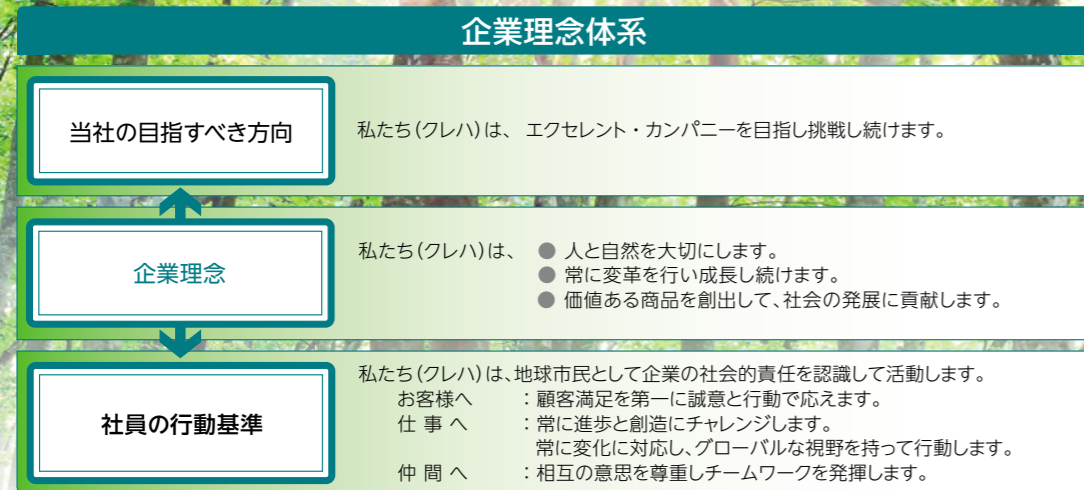 企業理念体系
当社の目指すべき方向
私たち(クレハ)は、 エクセレント・カンパニーを目指し挑戦し続けます。
企業理念
私たち(クレハ)は、 ● 人と自然を大切にします。
● 常に変革を行い成長し続けます。
● 価値ある商品を創出して、社会の発展に貢献します。
社員の行動基準
私たち(クレハ)は、地球市民として企業の社会的責任を認識して活動します。
お客様へ :顧客満足を第一に誠意と行動で応えます。
仕 事 へ :常に進歩と創造にチャレンジします。
常に変化に対応し、グローバルな視野を持って行動します。
仲 間 へ :相互の意思を尊重しチームワークを発揮します。